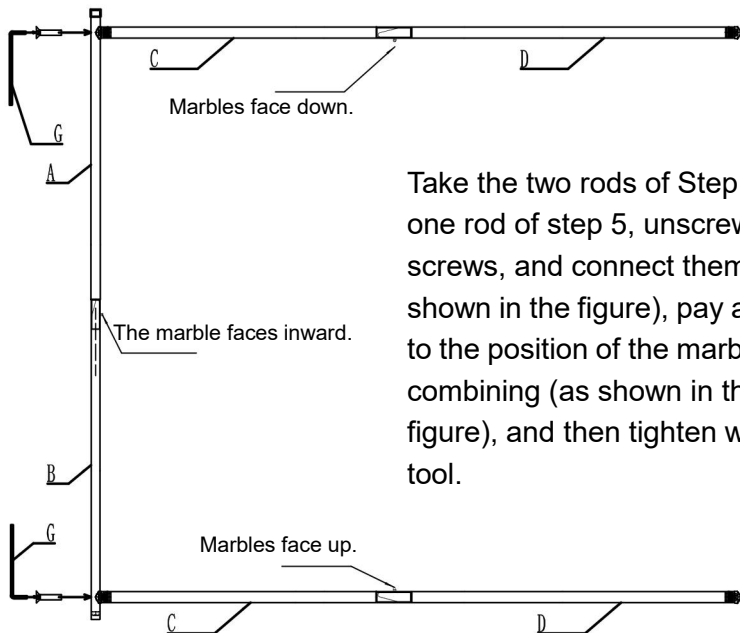 C
D
Marbles face down.
G
A
Take the two rods of Step
one rod of step 5, unscrew
screws, and connect them
shown in the figure), pay a
The marble faces inward.
to the position of the marb
combining (as shown in th
figure), and then tighten w
tool.
B
G
Marbles face up.
C
D